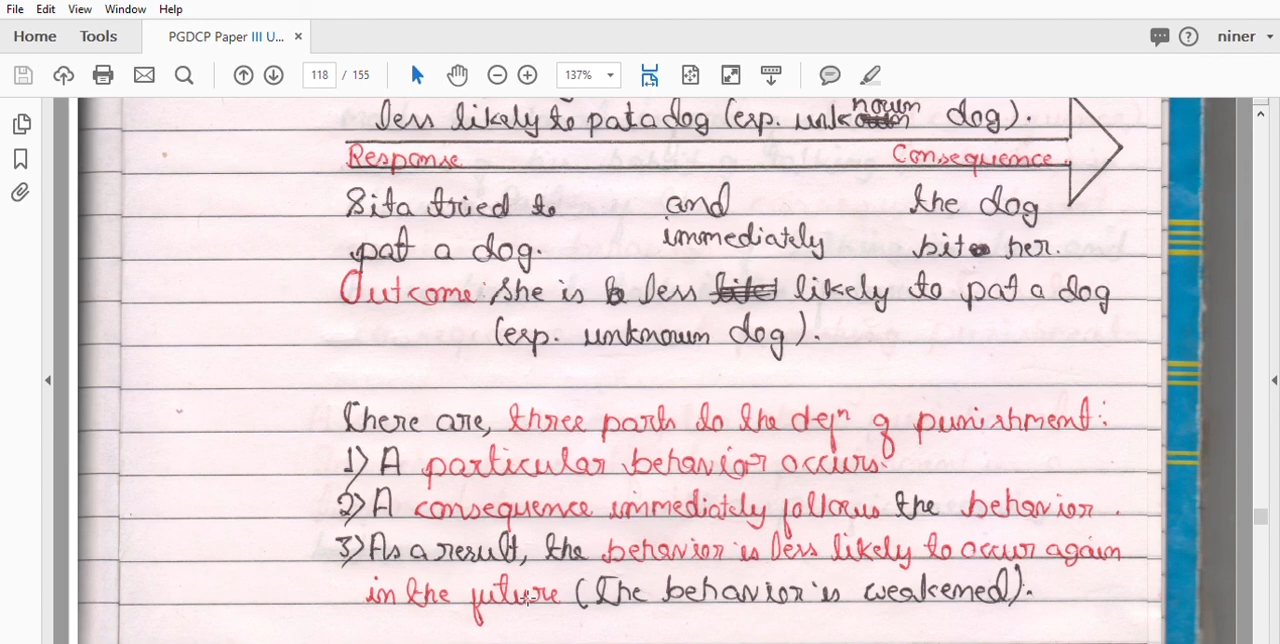 File Edit View Window Help
Home Tools PGDCP Paper III U... × niner
118 / 155 137%
less likely to pat a dog (esp. unknown dog).
Response Consequence
Sita tried to and the dog
pat a dog. immediately bit her.
Outcome: she is less likely to pat a dog
(esp. unknown dog).
There are, three parts to the defn of punishment:
1) A particular behavior occurs.
2) A consequence immediately follows the behavior.
3) As a result, the behavior is less likely to occur again
in the future (The behavior is weakened).